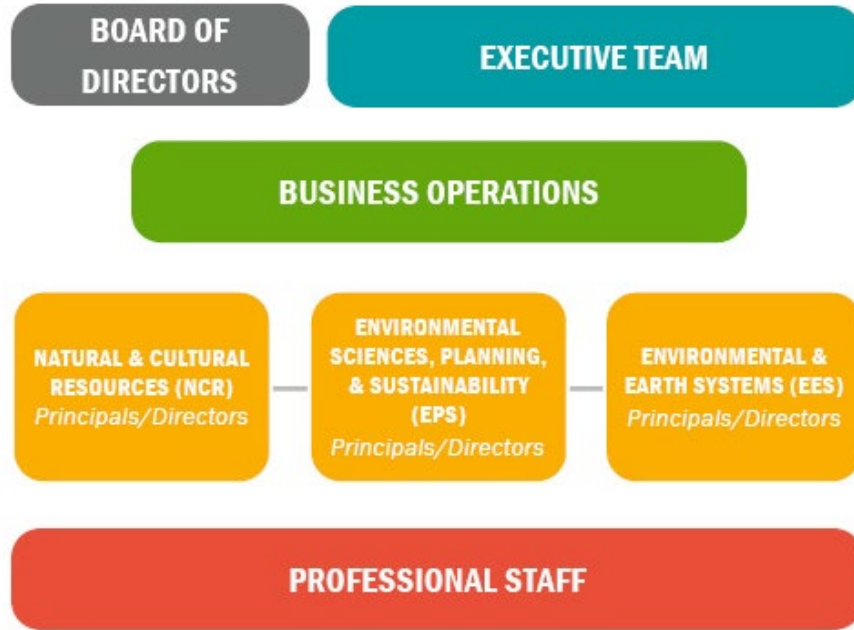 BOARD OF
DIRECTORS
EXECUTIVE TEAM
BUSINESS OPERATIONS
NATURAL & CULTURAL
RESOURCES (NCR)
Principals/Directors
ENVIRONMENTAL
SCIENCES, PLANNING,
& SUSTAINABILITY
(EPS)
Principals/Directors
ENVIRONMENTAL &
EARTH SYSTEMS (EES)
Principals/Directors
PROFESSIONAL STAFF